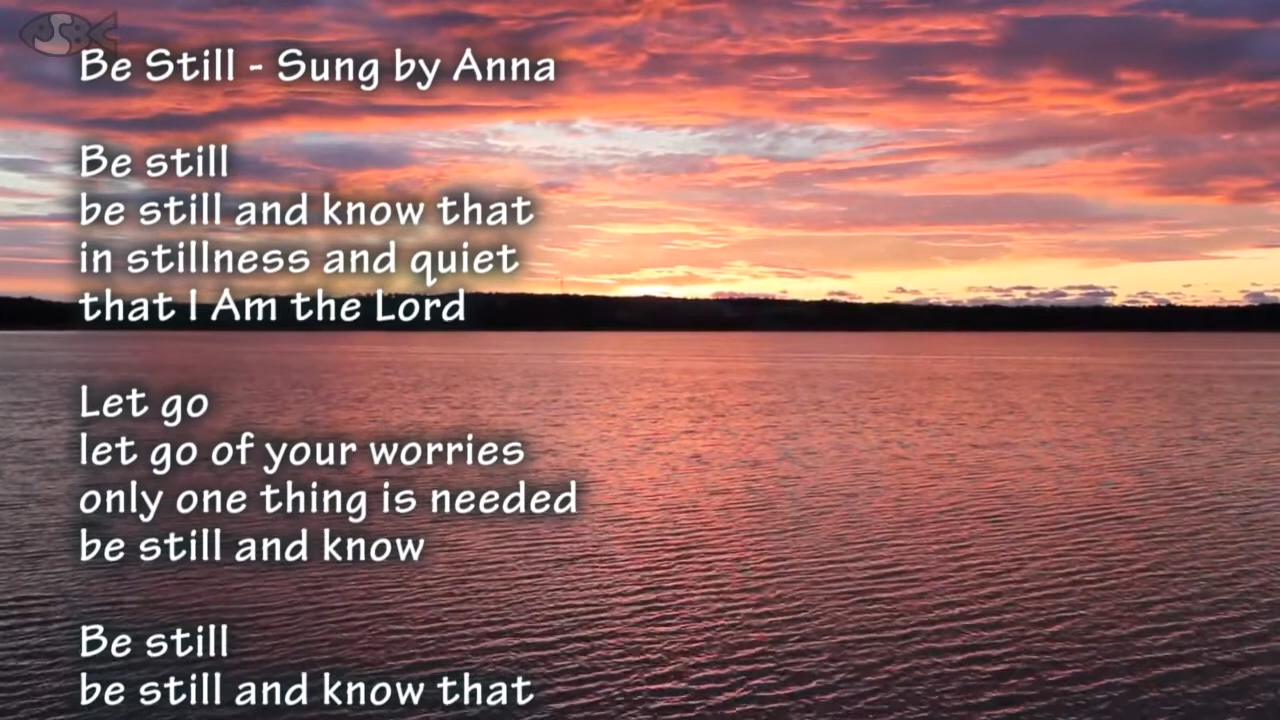 Be Still - Sung by Anna
Be still
be still and know that
in stillness and quiet
that I Am the Lord
Let go
let go of your worries
only one thing is needed
be still and know
Be still
be still and know that